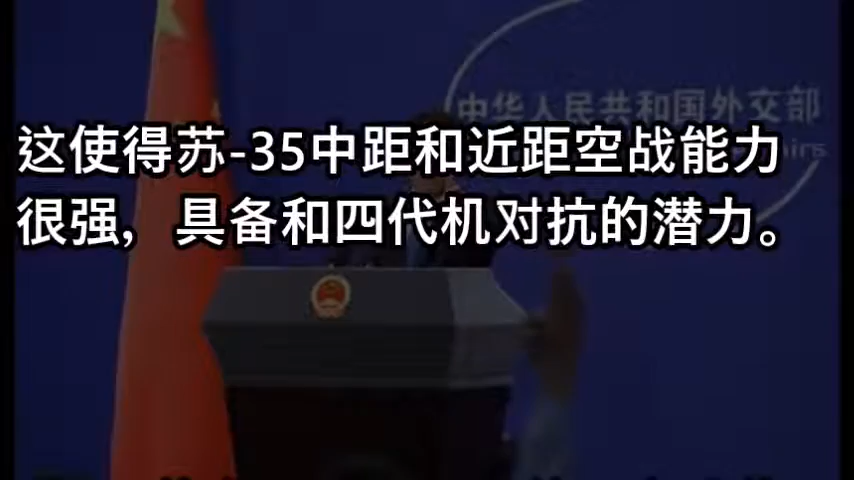 中华人民共和国外交部
这使得苏-35中距和近距空战能力
很强，具备和四代机对抗的潜力。